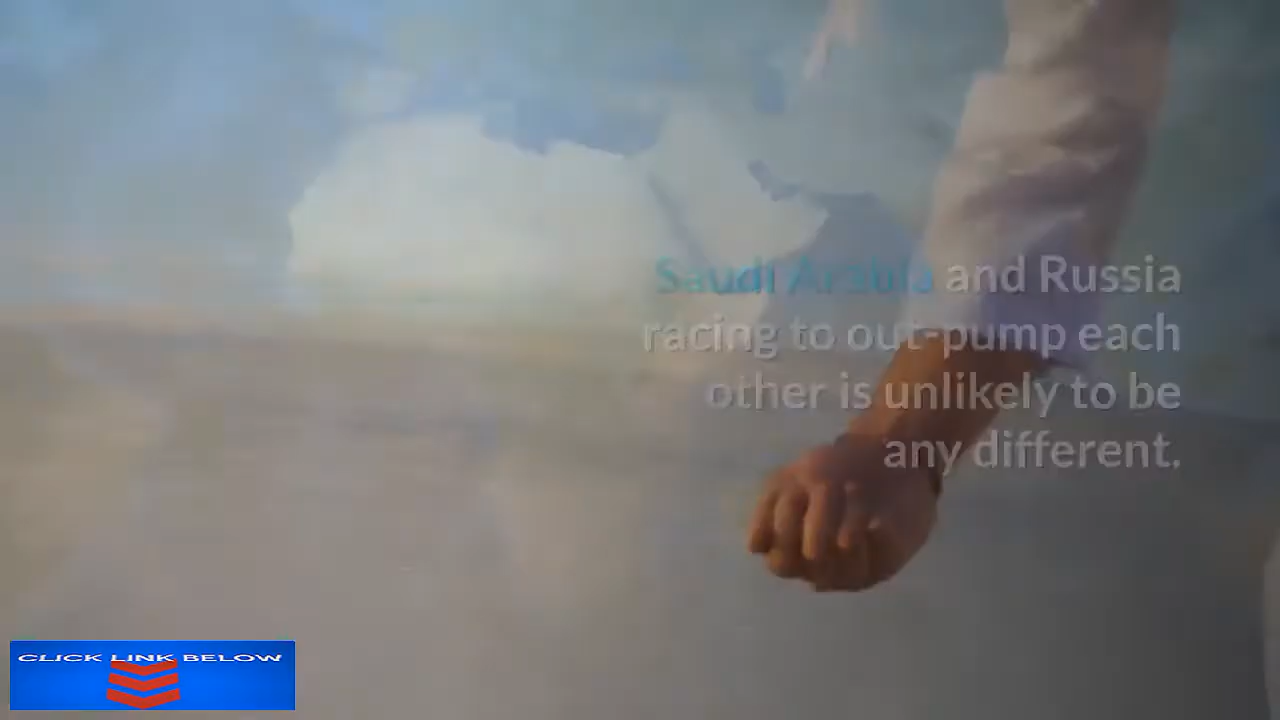 Saudi Arabia and Russia
racing to out-pump each
other is unlikely to be
any different.
CLICK LINK BELOW